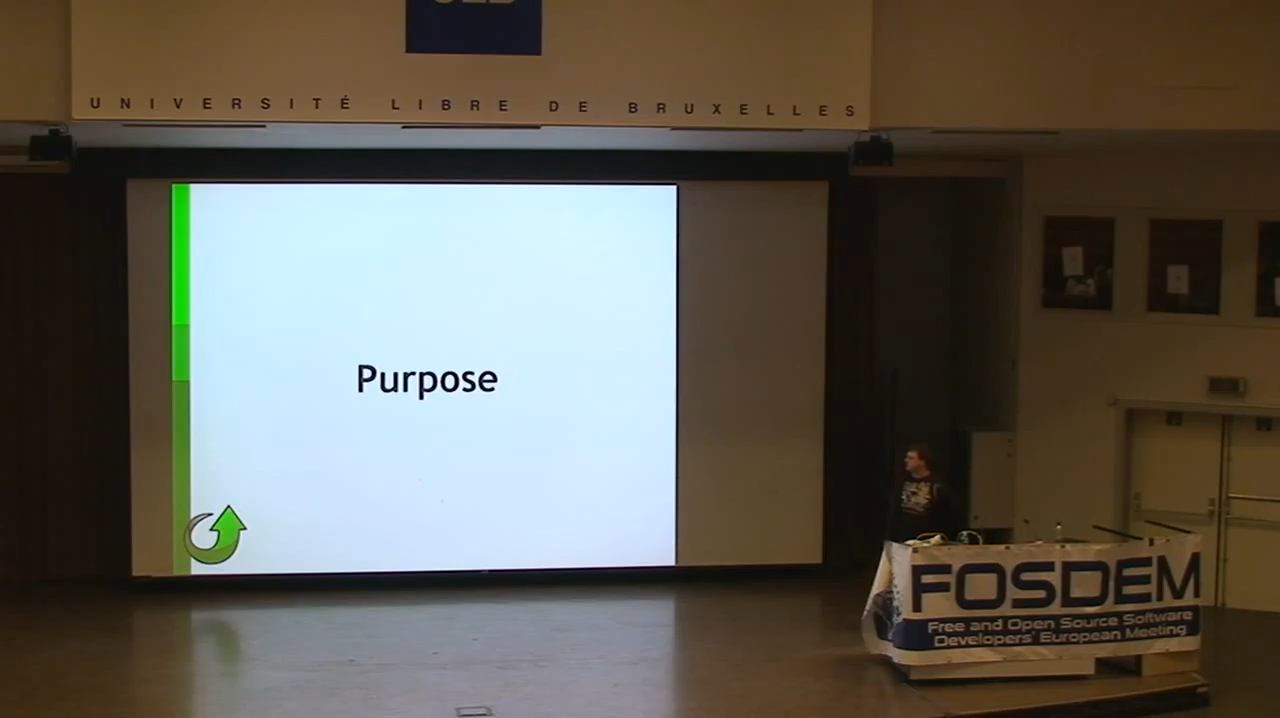 UNIVERSITÉ LIBRE DE BRUXELLES
Purpose
FOSDEM
Free and Open Source Software
Developers' European Meeting